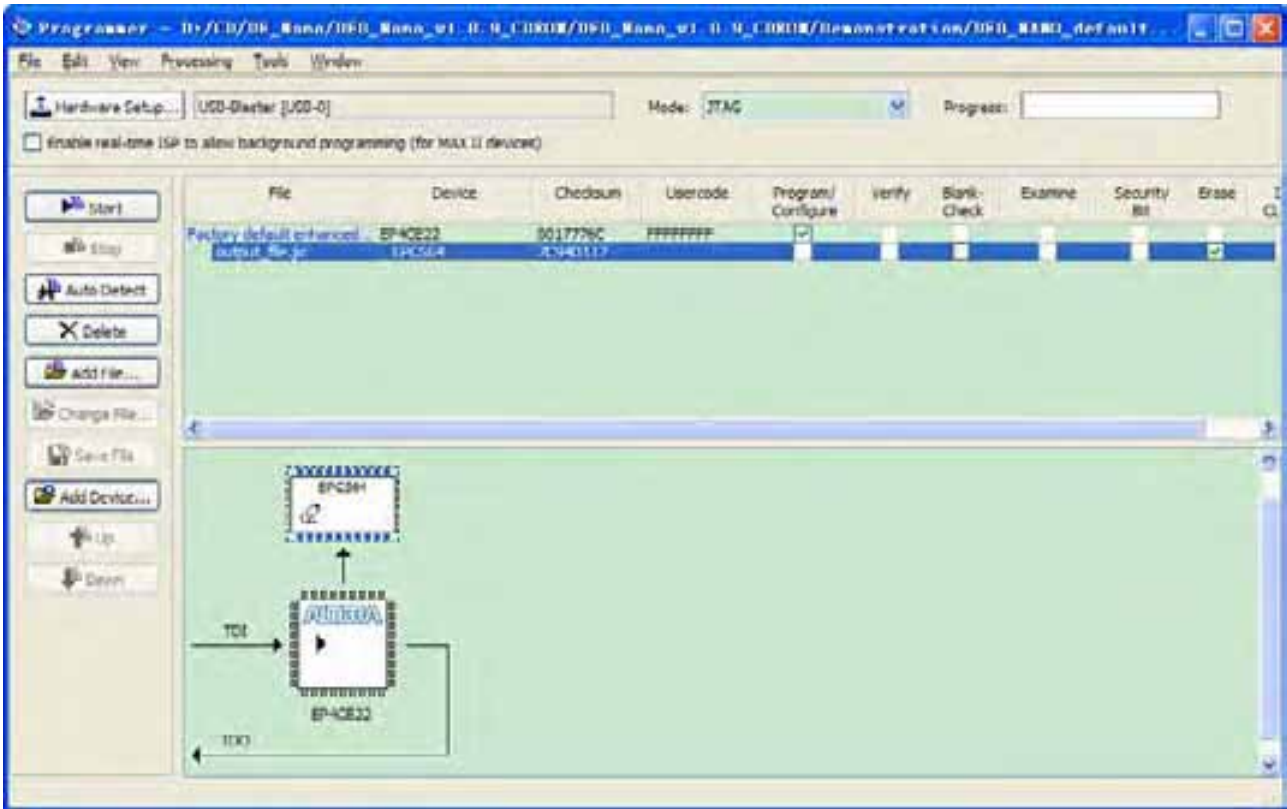 Programmer - D:/CD/DE_Nano/DE0_Nano_v1.0.9_CDROM/DE0_Nano_v1.0.9_CDROM/Demonstration/DE0_NANO_default...
File Edit View Processing Tools Window
Hardware Setup... USB-Blaster [USB-0] Mode: JTAG Progress:
Enable real-time ISP to allow background programming (for MAX II devices)
File Device Checksum Usercode Program/ Configure Verify Blank- Check Examine Security Bit Erase
Start
Factory default enhanced... EP4CE22 0017776C FFFFFFFF
output_file.jic EPCS64
Stop
Auto Detect
Delete
Add File...
Change File...
Save File
Add Device...
Up
Down
EPCS64
ALTERA
TDI
EP4CE22
TDO